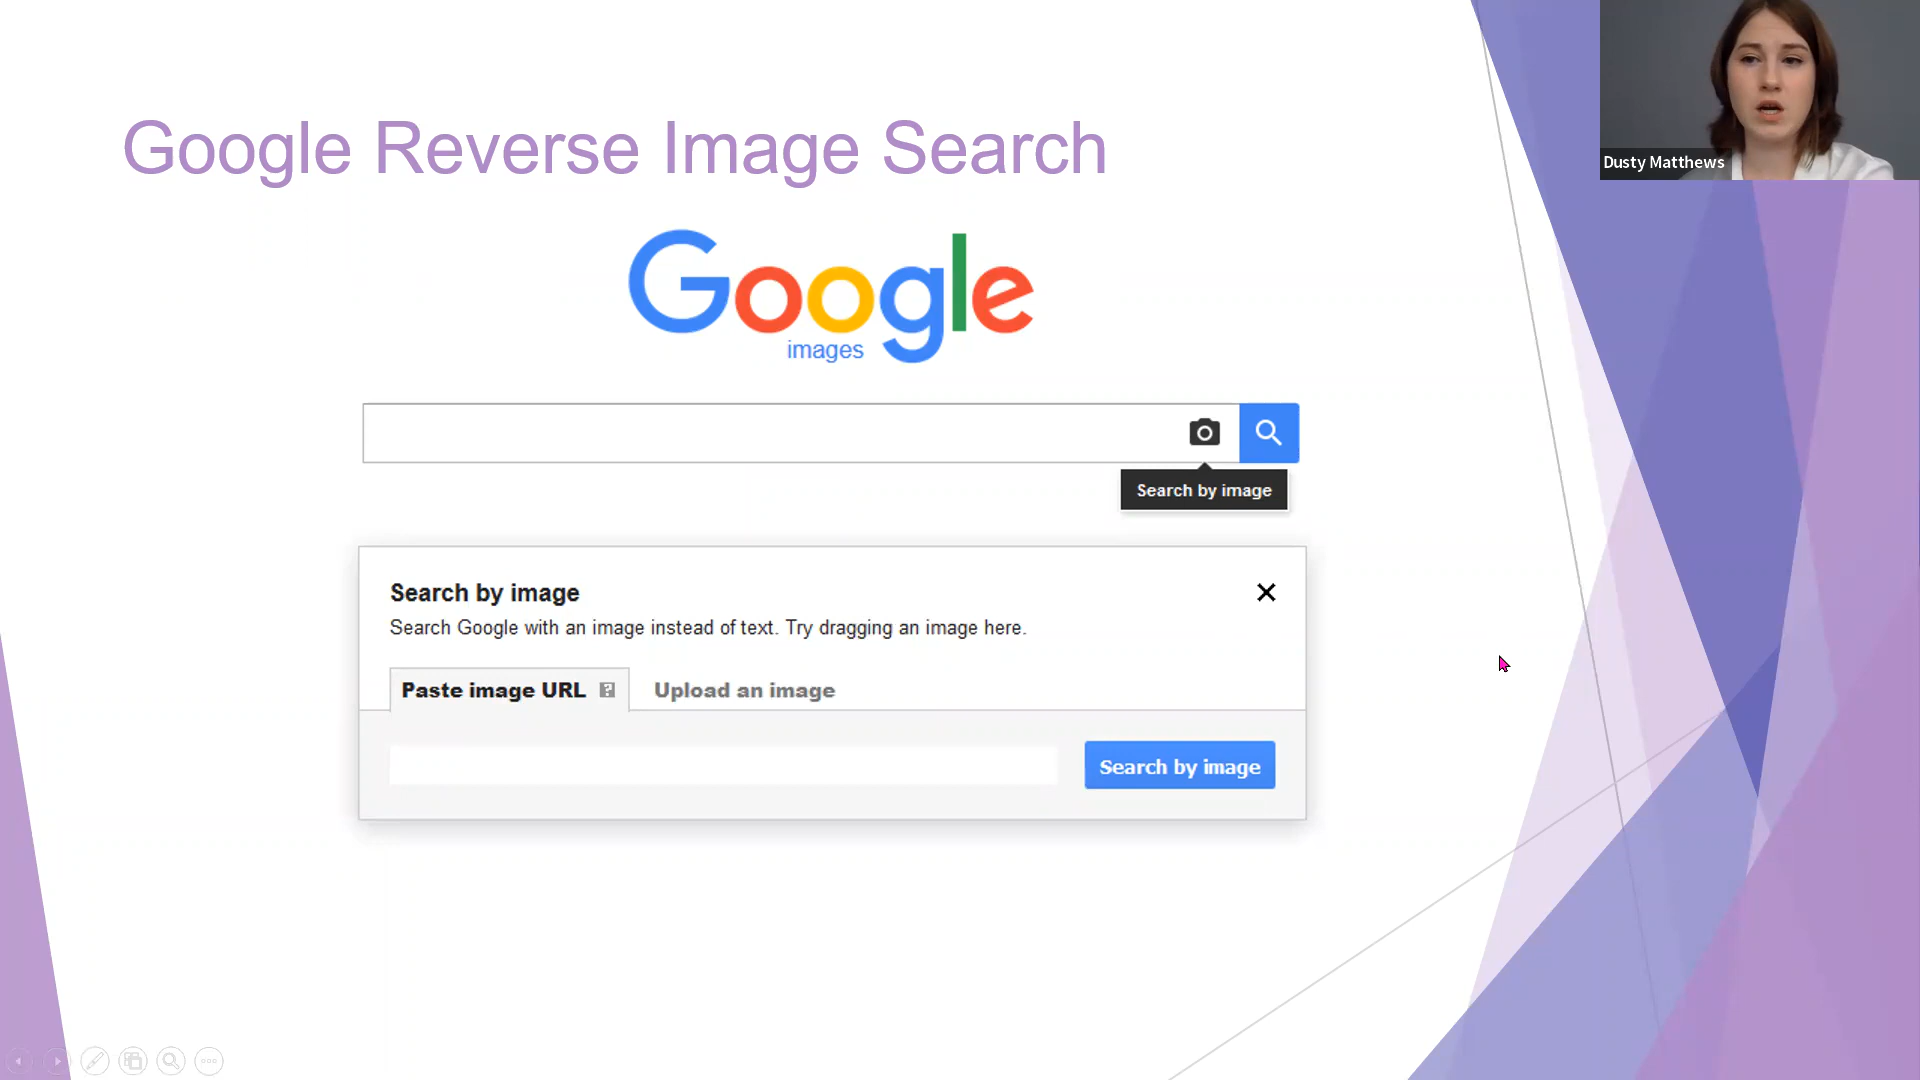 Google Reverse Image Search
Dusty Matthews
Google
images
Search by image
Search by image
Search Google with an image instead of text. Try dragging an image here.
Paste image URL ?
Upload an image
Search by image